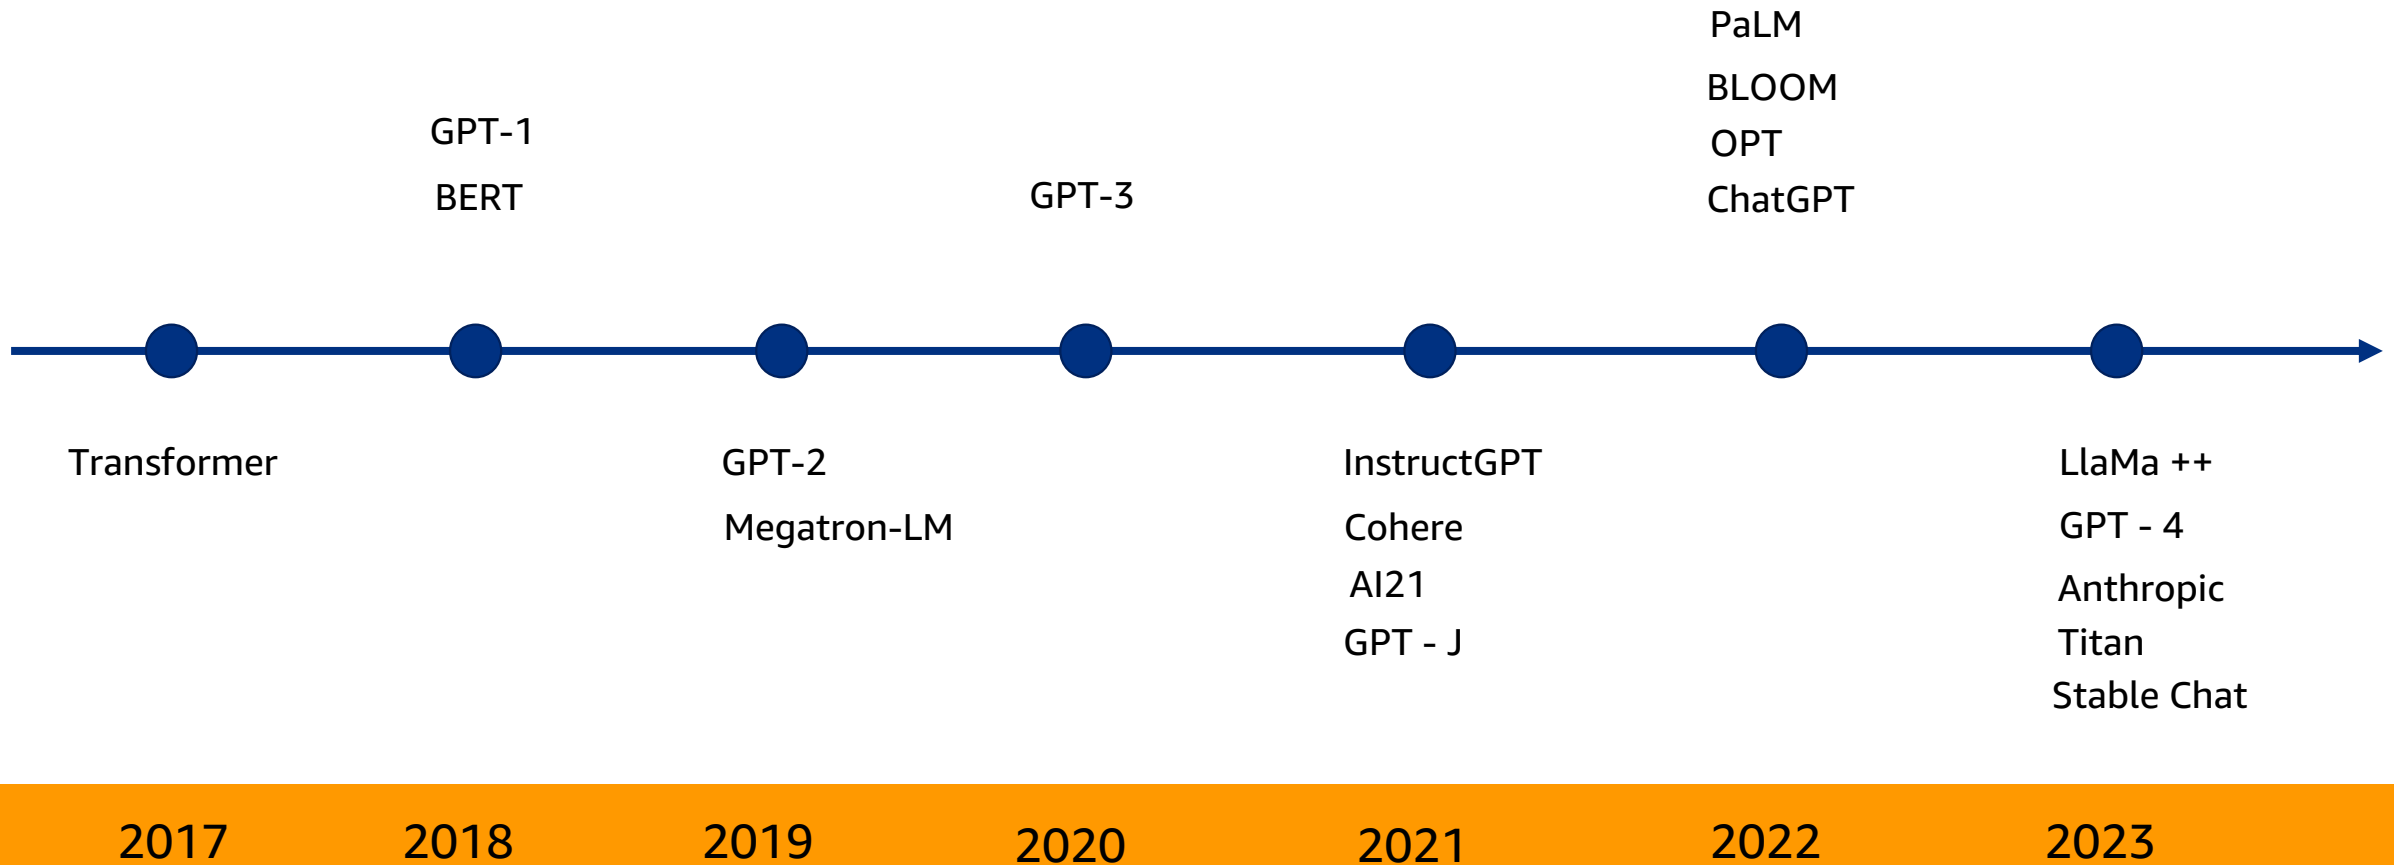 PaLM
BLOOM
OPT
ChatGPT
GPT-1
BERT
GPT-3
Transformer
GPT-2
Megatron-LM
InstructGPT
Cohere
AI21
GPT - J
LlaMa ++
GPT - 4
Anthropic
Titan
Stable Chat
2017
2018
2019
2020
2021
2022
2023